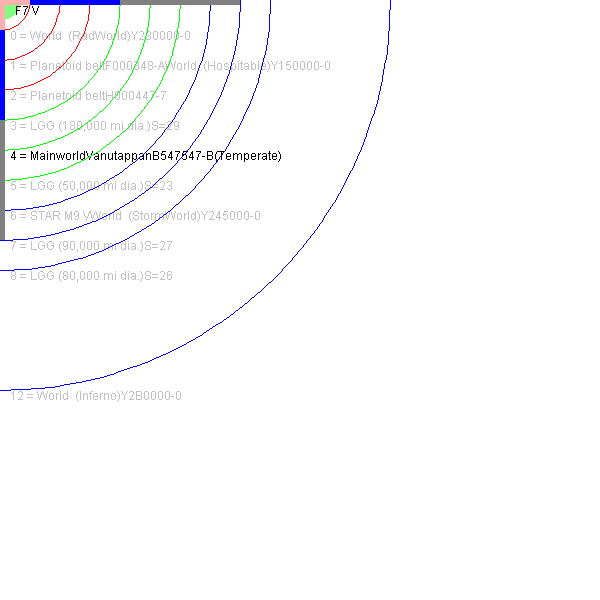 F7 V
0 = World  (RadWorld)Y230000-0
1 = Planetoid beltF000348-AWorld  (Hospitable)Y150000-0
2 = Planetoid beltH000447-7
3 = LGG (180,000 mi dia.)S=29
4 = MainworldVanutappanB547547-B(Temperate)
5 = LGG (50,000 mi dia.)S=23
6 = STAR M9 VWorld  (StormWorld)Y245000-0
7 = LGG (90,000 mi dia.)S=27
8 = LGG (80,000 mi dia.)S=26
12 = World  (Inferno)Y2B0000-0